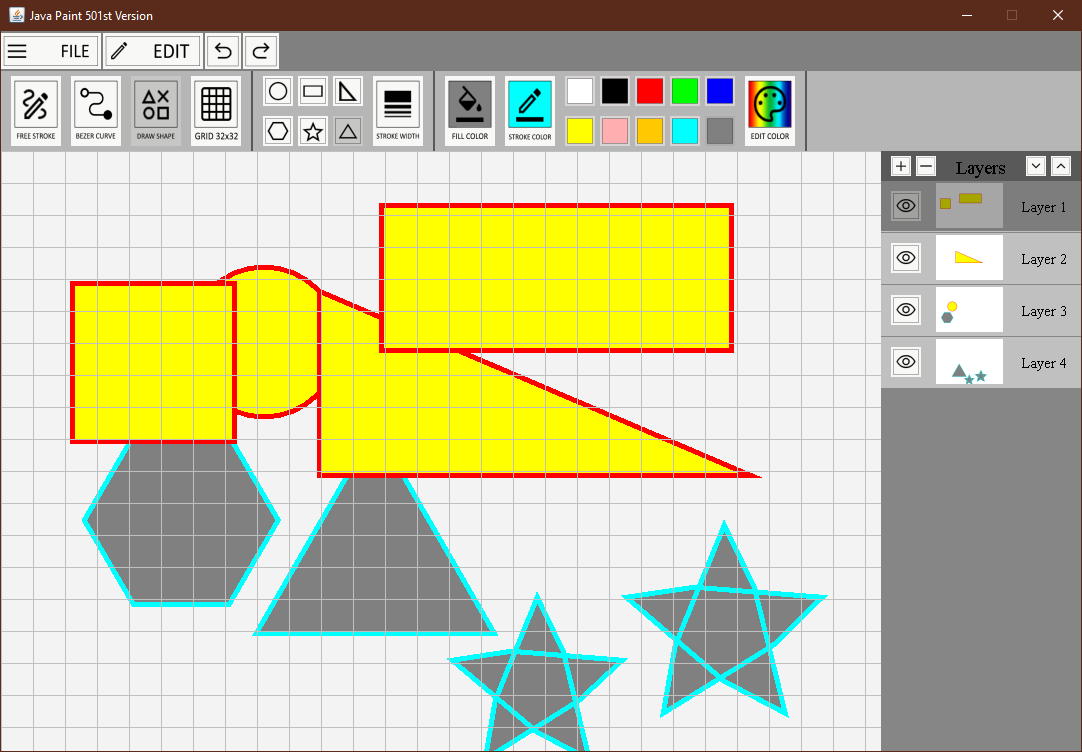 Java Paint 501st Version
FILE
EDIT
FREE STROKE
BEZER CURVE
DRAW SHAPE
GRID 32x32
STROKE WIDTH
FILL COLOR
STROKE COLOR
EDIT COLOR
Layers
Layer 1
Layer 2
Layer 3
Layer 4